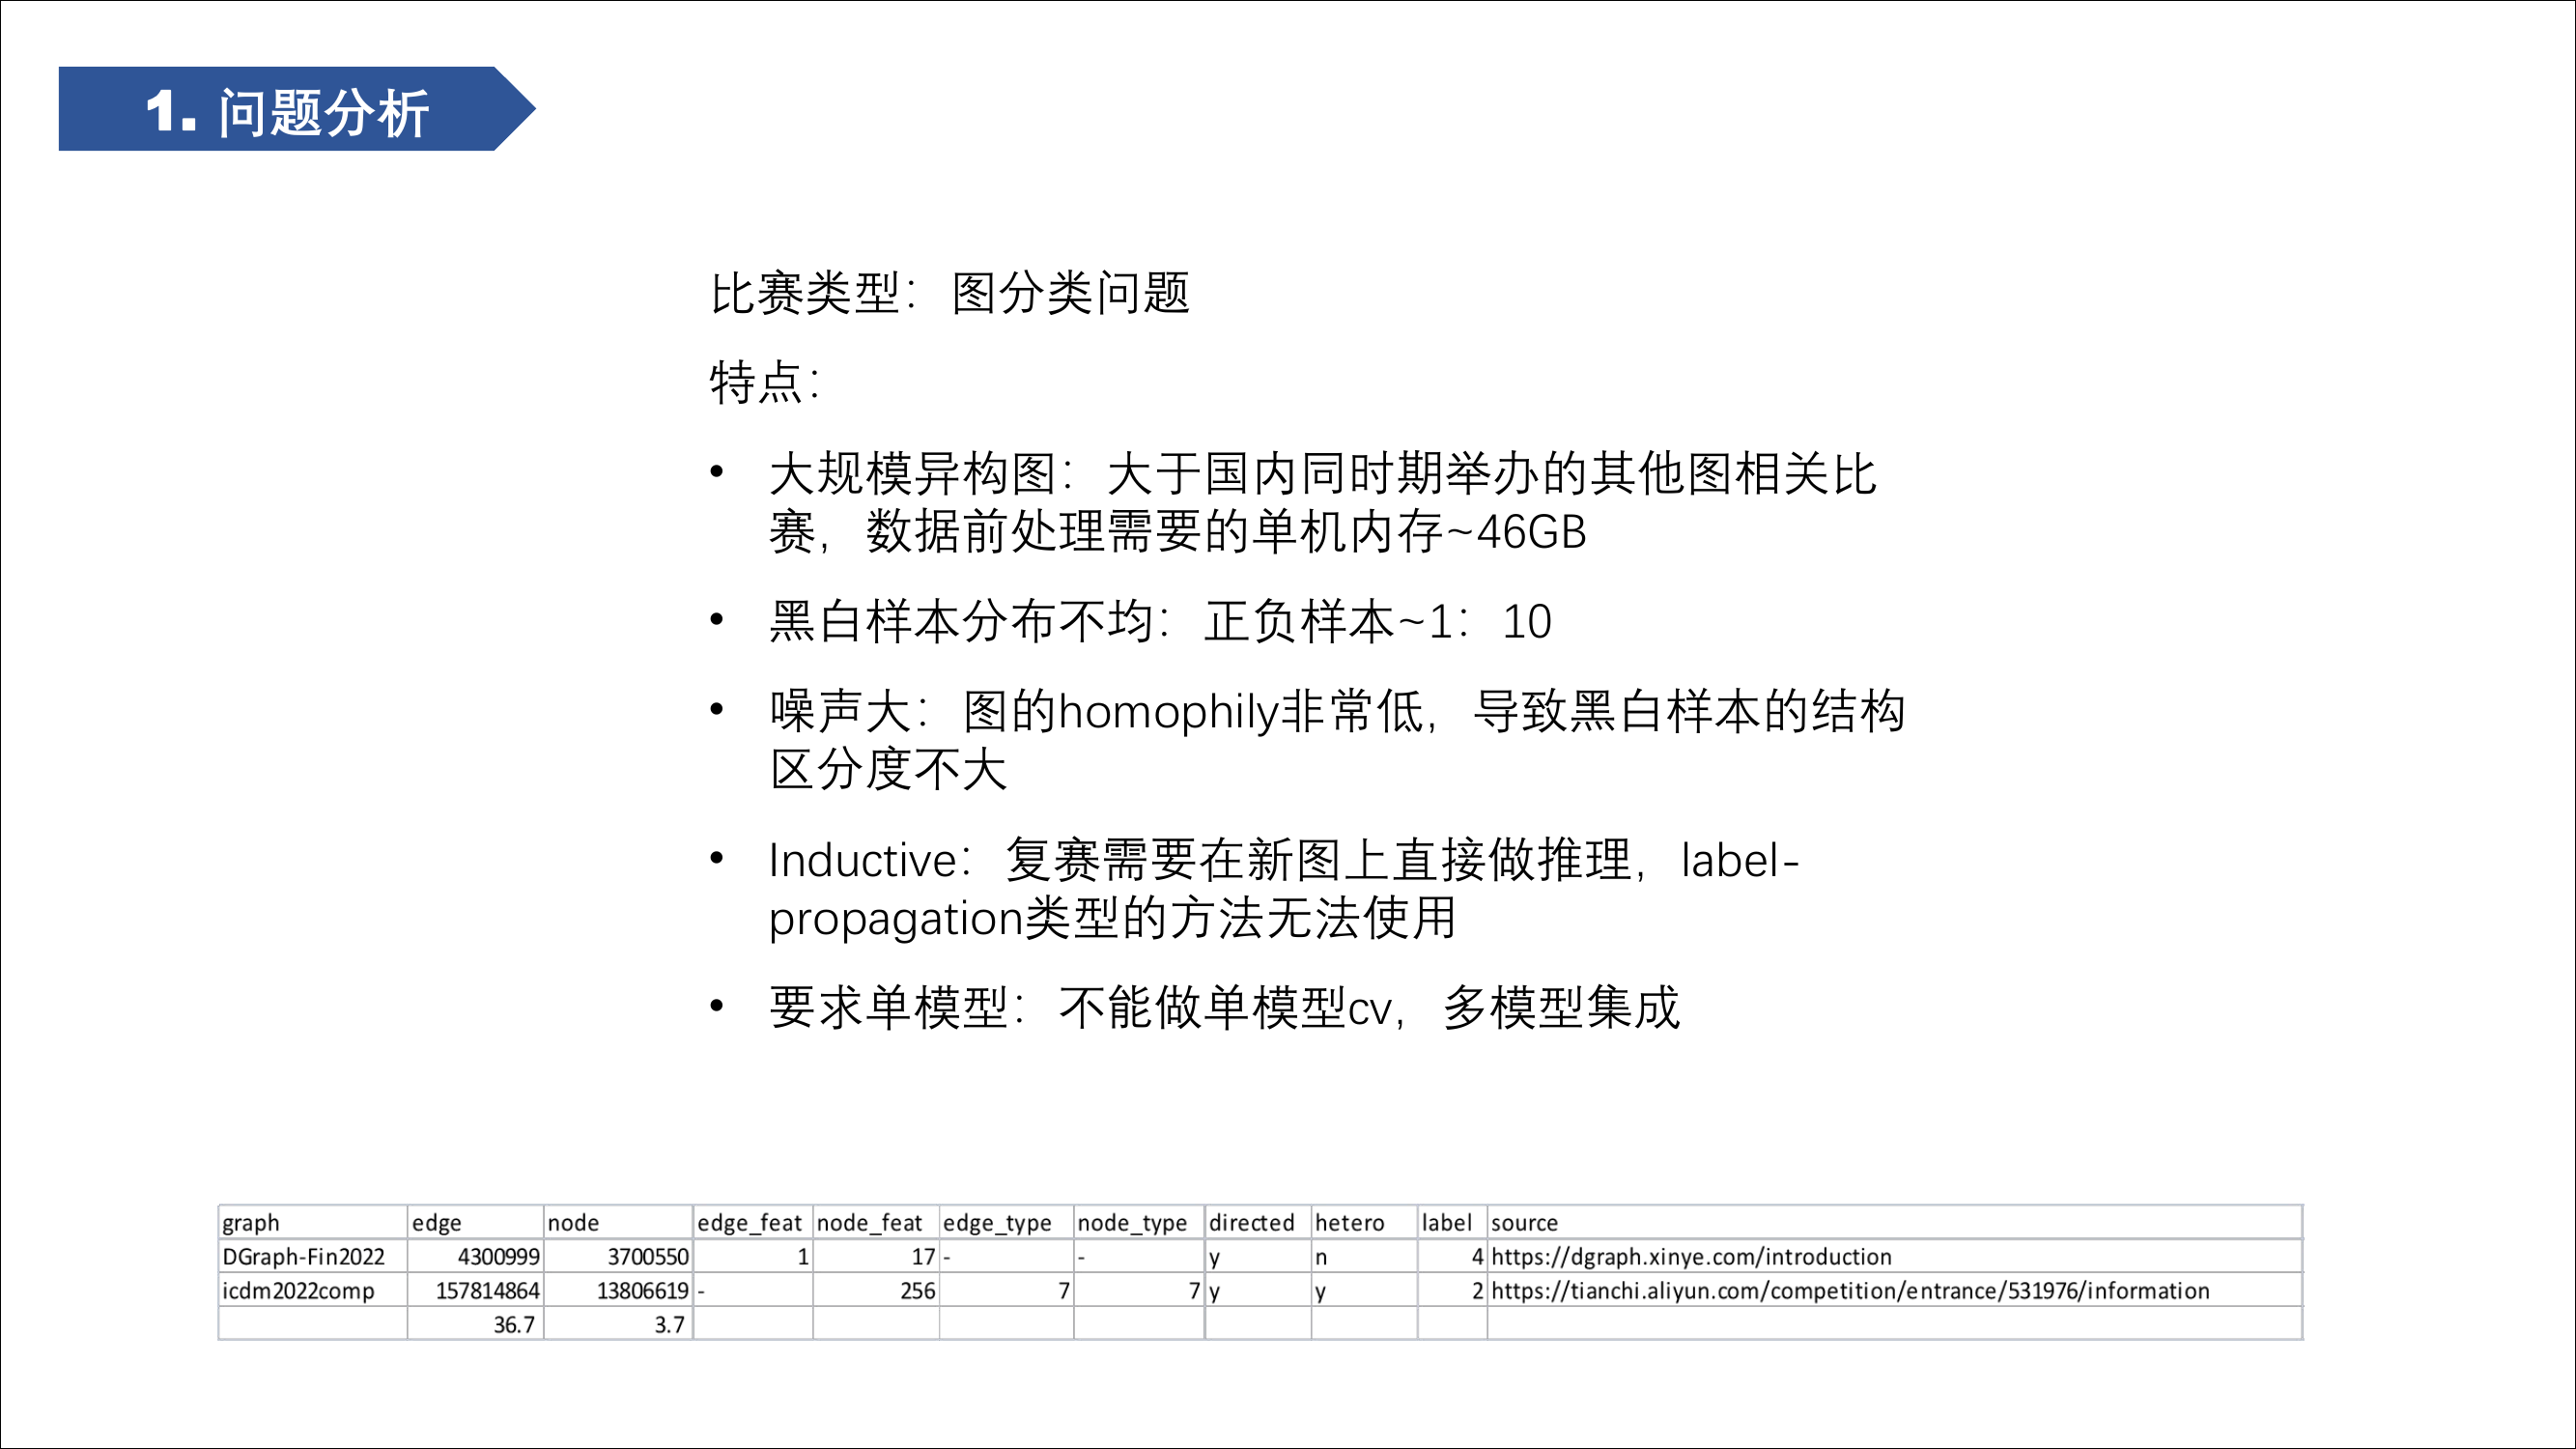 1. 问题分析
比赛类型：图分类问题
特点：
• 大规模异构图：大于国内同时期举办的其他图相关比
赛，数据前处理需要的单机内存~46GB
• 黑白样本分布不均：正负样本~1：10
• 噪声大：图的homophily非常低，导致黑白样本的结构
区分度不大
• Inductive：复赛需要在新图上直接做推理，label-
propagation类型的方法无法使用
• 要求单模型：不能做单模型cv，多模型集成
graph edge node edge_feat node_feat edge_type node_type directed hetero label source
DGraph-Fin2022 4300999 3700550 1 17 - - y n 4 https://dgraph.xinye.com/introduction
icdm2022comp 157814864 13806619 - 256 7 7 y y 2 https://tianchi.aliyun.com/competition/entrance/531976/information
36.7 3.7